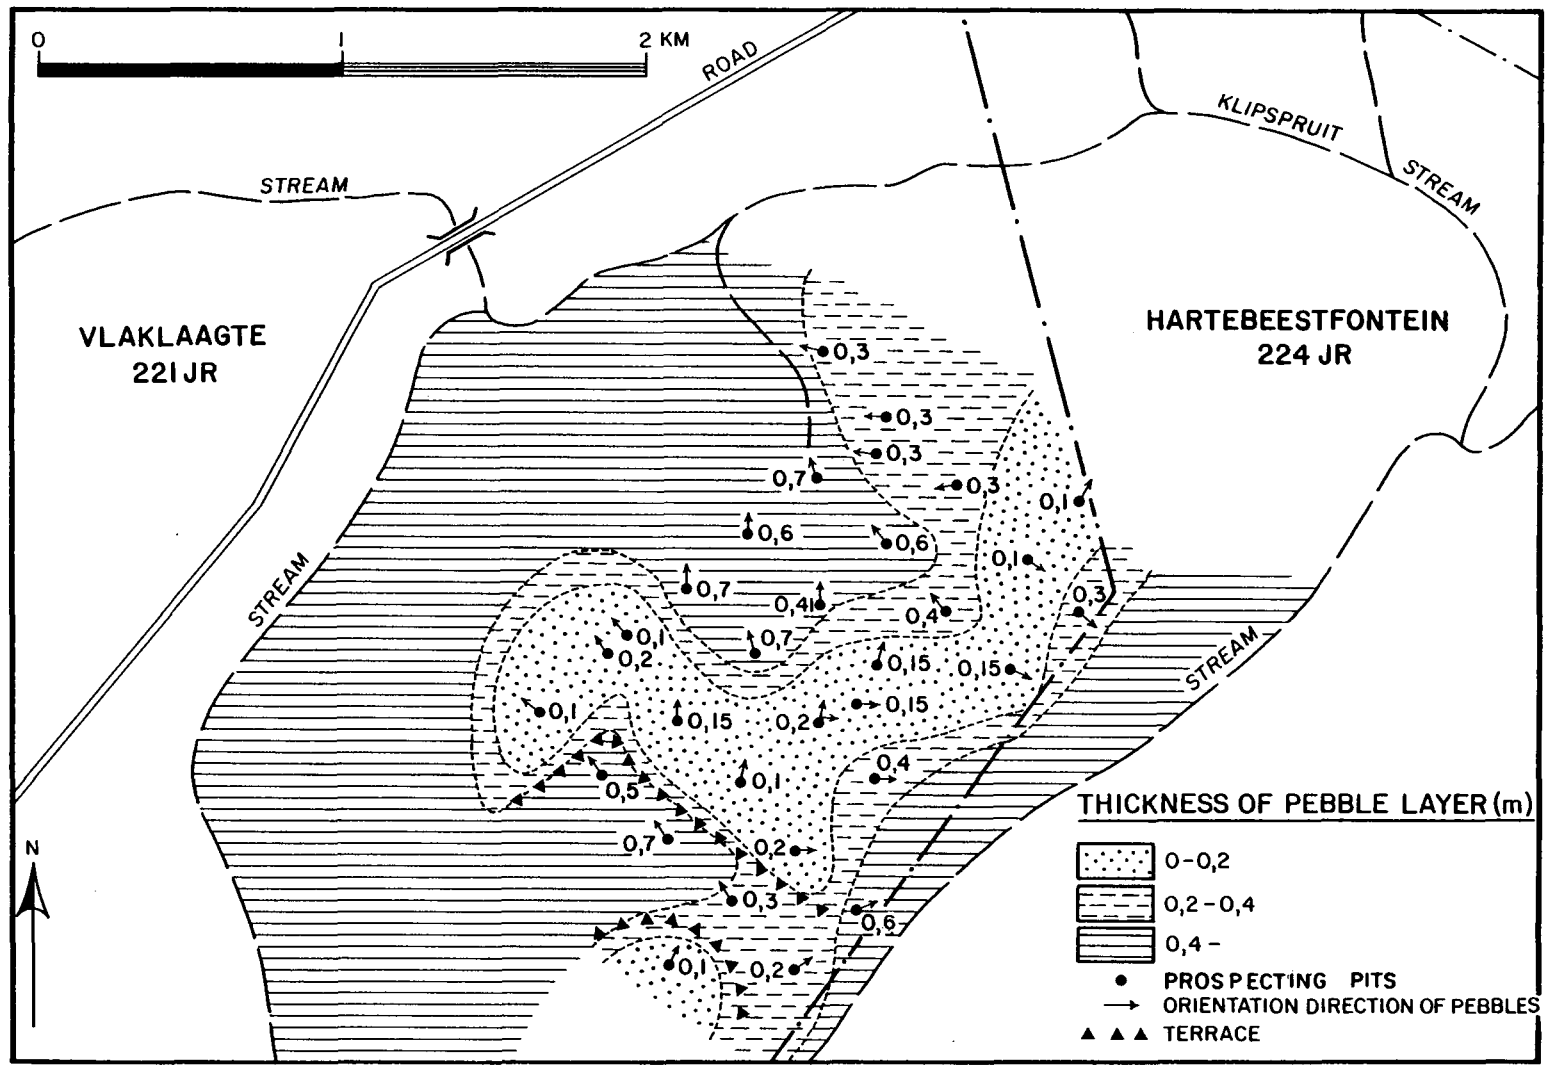 0 1 2 KM
ROAD
KLIPSPRUIT
STREAM
STREAM
VLAKLAAGTE
221 JR
HARTEBEESTFONTEIN
224 JR
0,3
0,3
0,3
0,7
0,3
0,1
0,6
0,6
0,1
STREAM
0,7
0,41
0,4
0,3
0,1
0,7
0,2
0,15
0,15
STREAM
0,1
0,15
0,2
0,15
0,1
0,4
0,5
0,7
0,2
0,3
0,6
0,1
0,2
N
THICKNESS OF PEBBLE LAYER (m)
0-0,2
0,2-0,4
0,4-
PROSPECTING PITS
ORIENTATION DIRECTION OF PEBBLES
TERRACE